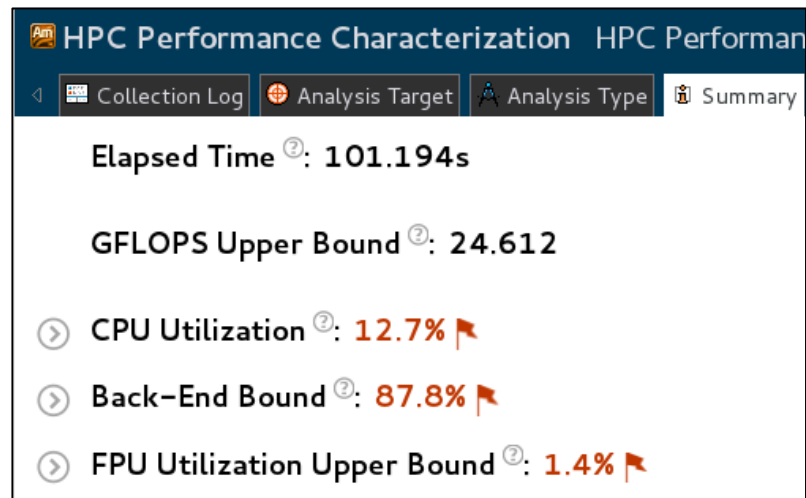 Am HPC Performance Characterization HPC Performan
Collection Log Analysis Target Analysis Type Summary
Elapsed Time ?: 101.194s
GFLOPS Upper Bound ?: 24.612
CPU Utilization ?: 12.7%
Back-End Bound ?: 87.8%
FPU Utilization Upper Bound ?: 1.4%